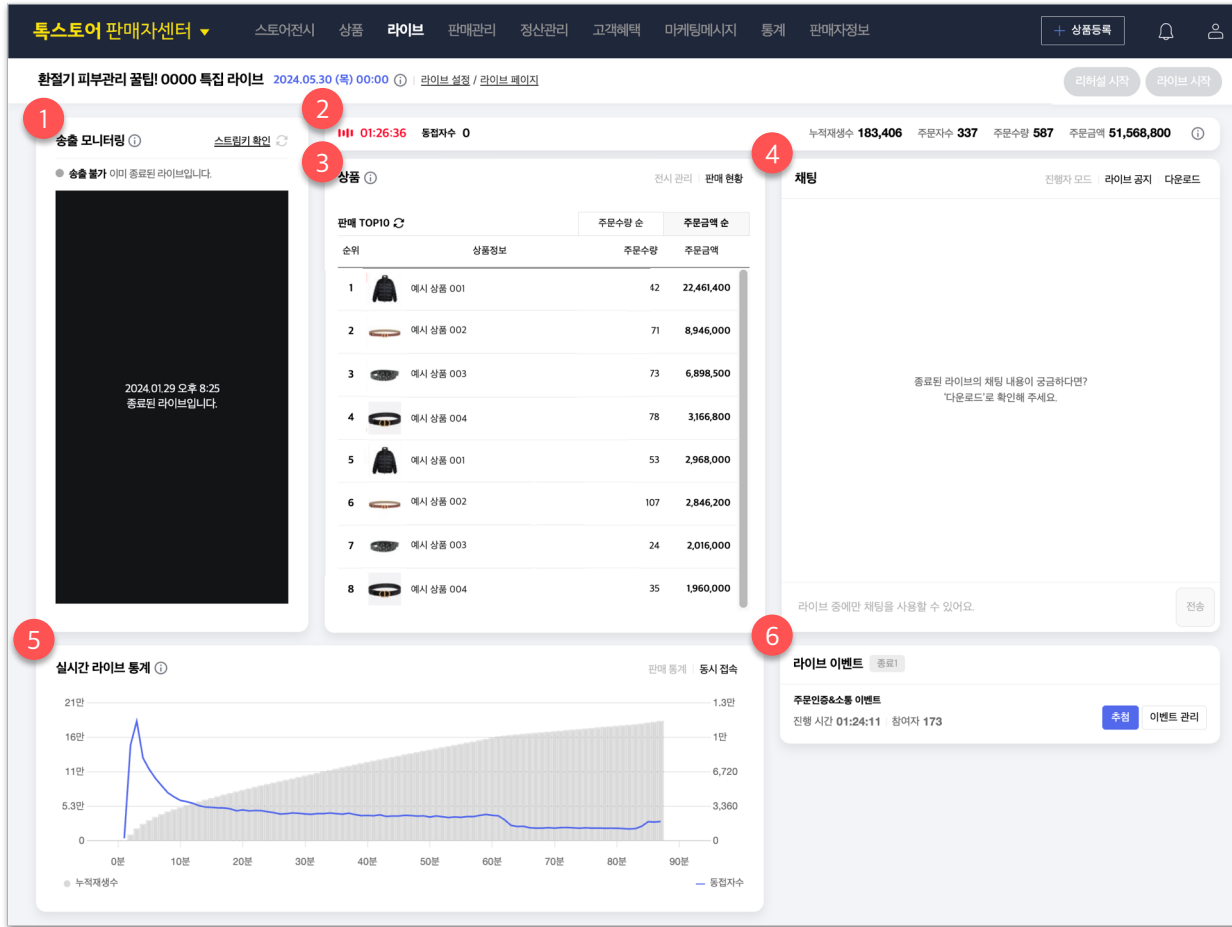 톡스토어 판매자센터 ▼ 스토어전시 상품 라이브 판매관리 정산관리 고객혜택 마케팅메시지 통계 판매자정보 + 상품등록
환절기 피부관리 꿀팁! 0000 특집 라이브 2024.05.30 (목) 00:00 라이브 설정 / 라이브 페이지 리허설 시작 라이브 시작
1
송출 모니터링 스트림키 확인
송출 불가 이미 종료된 라이브입니다.
2024.01.29 오후 8:25
종료된 라이브입니다.
2
01:26:36 동접자수 0 누적재생수 183,406 주문자수 337 주문수량 587 주문금액 51,568,800
3
상품 전시 관리 판매 현황
판매 TOP10 주문수량 순 주문금액 순
순위 상품정보 주문수량 주문금액
1 예시 상품 001 42 22,461,400
2 예시 상품 002 71 8,946,000
3 예시 상품 003 73 6,898,500
4 예시 상품 004 78 3,166,800
5 예시 상품 001 53 2,968,000
6 예시 상품 002 107 2,846,200
7 예시 상품 003 24 2,016,000
8 예시 상품 004 35 1,960,000
4
채팅 진행자 모드 라이브 공지 다운로드
종료된 라이브의 채팅 내용이 궁금하다면?
'다운로드'로 확인해 주세요.
라이브 중에만 채팅을 사용할 수 있어요. 전송
5
실시간 라이브 통계 판매 통계 동시 접속
21만 1.3만
16만 1만
11만 6,720
5.3만 3,360
0 0
0분 10분 20분 30분 40분 50분 60분 70분 80분 90분
누적재생수 동접자수
6
라이브 이벤트 종료1
주문인증&소통 이벤트
진행 시간 01:24:11 참여자 173 추첨 이벤트 관리